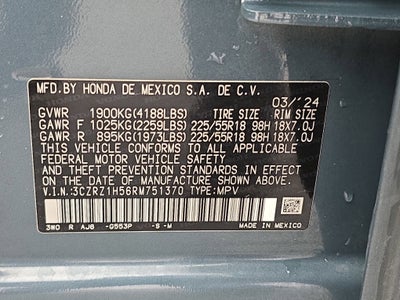 MFD.BY HONDA DE MEXICO S.A. DE C.V.
03/'24
GVWR 1900KG(4188LBS) TIRE SIZE RIM SIZE
GAWR F 1025KG(2259LBS) 225/55R18 98H 18X7.0J
GAWR R 895KG(1973LBS) 225/55R18 98H 18X7.0J
THIS VEHICLE CONFORMS TO ALL APPLICABLE
FEDERAL MOTOR VEHICLE SAFETY
AND THEFT PREVENTION STANDARDS IN EFFECT
ON THE DATE OF MANUFACTURE SHOWN ABOVE.
V.I.N:3CZRZ1H56RM751370 TYPE:MPV
3W0 R AJ6 -G553P -S -M MADE IN MEXICO